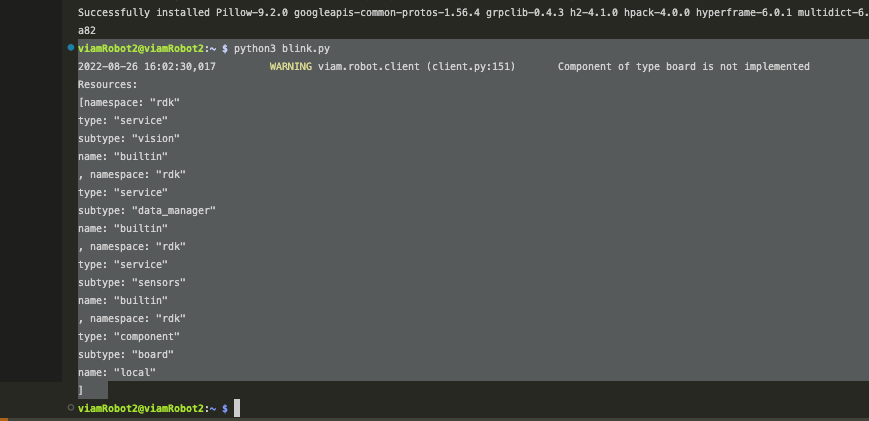 Successfully installed Pillow-9.2.0 googleapis-common-protos-1.56.4 grpclib-0.4.3 h2-4.1.0 hpack-4.0.0 hyperframe-6.0.1 multidict-6.
a82
viamRobot2@viamRobot2:~ $ python3 blink.py
2022-08-26 16:02:30,017 WARNING viam.robot.client (client.py:151) Component of type board is not implemented
Resources:
[namespace: "rdk"
type: "service"
subtype: "vision"
name: "builtin"
, namespace: "rdk"
type: "service"
subtype: "data_manager"
name: "builtin"
, namespace: "rdk"
type: "service"
subtype: "sensors"
name: "builtin"
, namespace: "rdk"
type: "component"
subtype: "board"
name: "local"
]
viamRobot2@viamRobot2:~ $